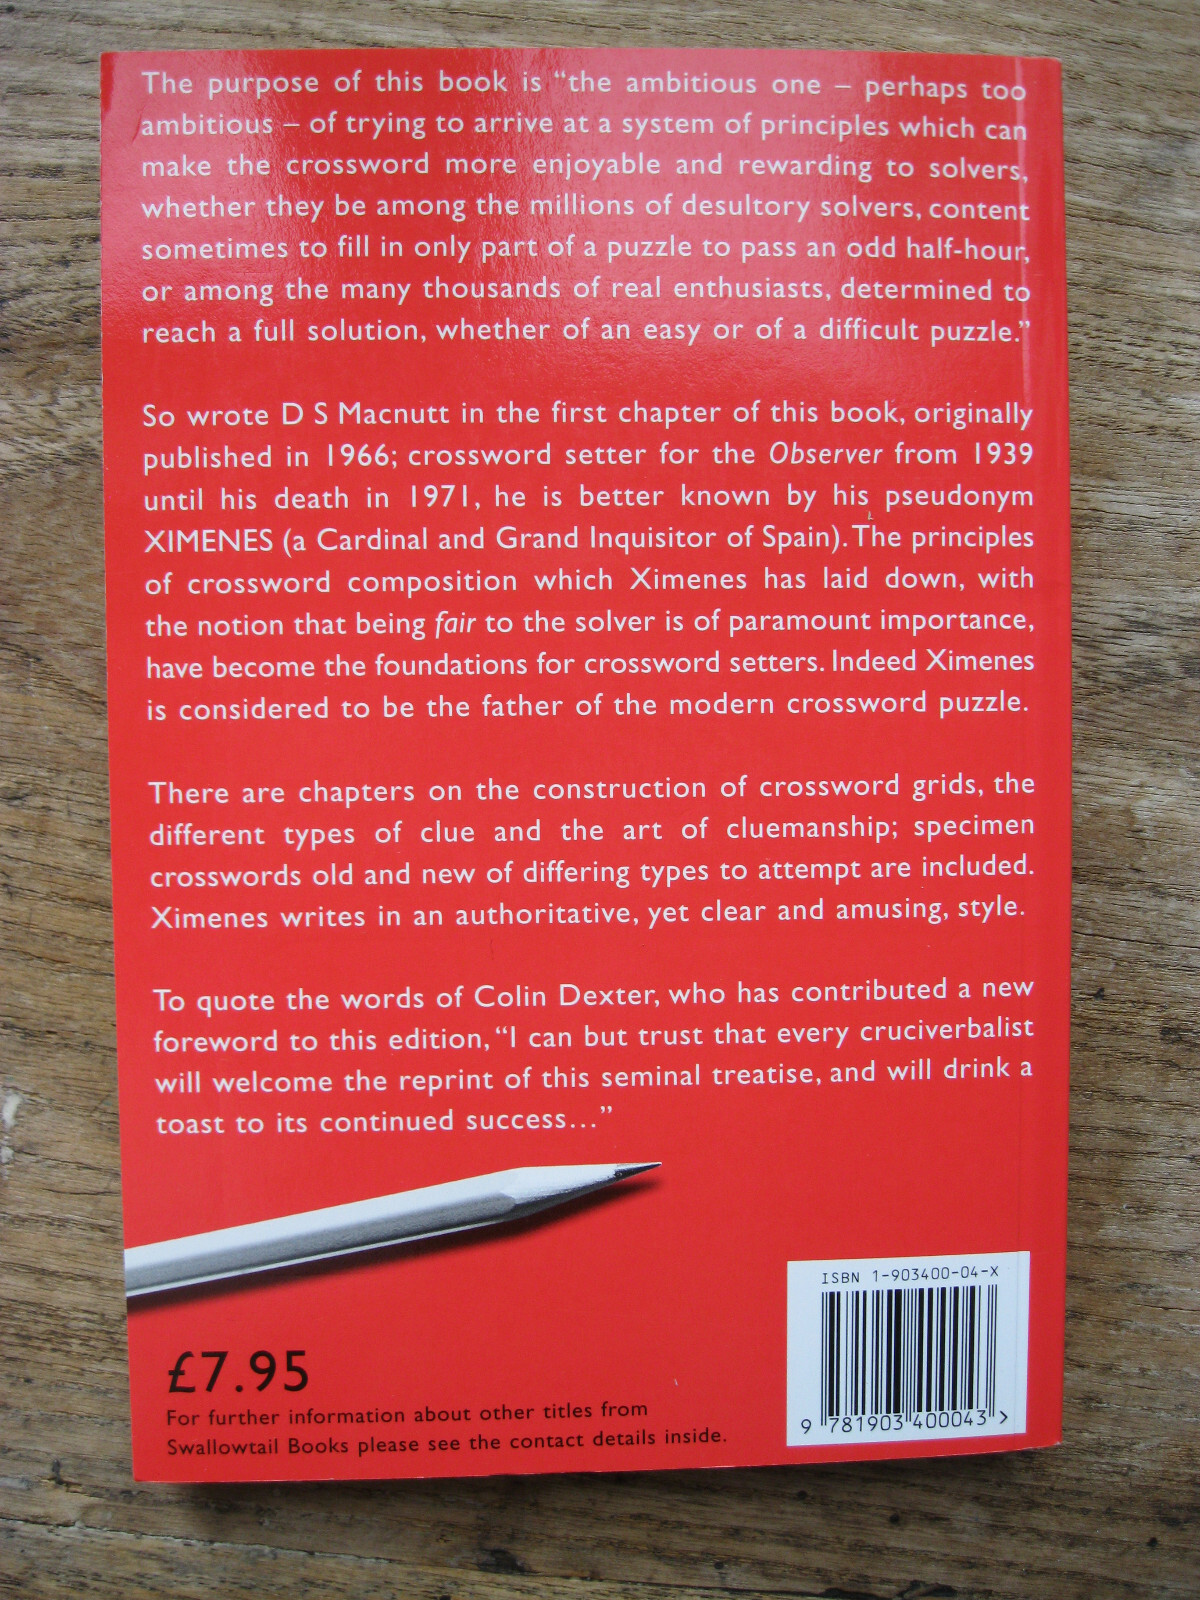 The purpose of this book is “the ambitious one – perhaps too
ambitious – of trying to arrive at a system of principles which can
make the crossword more enjoyable and rewarding to solvers,
whether they be among the millions of desultory solvers, content
sometimes to fill in only part of a puzzle to pass an odd half-hour,
or among the many thousands of real enthusiasts, determined to
reach a full solution, whether of an easy or of a difficult puzzle.”
So wrote D S Macnutt in the first chapter of this book, originally
published in 1966; crossword setter for the Observer from 1939
until his death in 1971, he is better known by his pseudonym
XIMENES (a Cardinal and Grand Inquisitor of Spain). The principles
of crossword composition which Ximenes has laid down, with
the notion that being fair to the solver is of paramount importance,
have become the foundations for crossword setters. Indeed Ximenes
is considered to be the father of the modern crossword puzzle.
There are chapters on the construction of crossword grids, the
different types of clue and the art of cluemanship; specimen
crosswords old and new of differing types to attempt are included.
Ximenes writes in an authoritative, yet clear and amusing, style.
To quote the words of Colin Dexter, who has contributed a new
foreword to this edition, “I can but trust that every cruciverbalist
will welcome the reprint of this seminal treatise, and will drink a
toast to its continued success…”
ISBN 1-903400-04-X
9 781903 400043 >
£7.95
For further information about other titles from
Swallowtail Books please see the contact details inside.